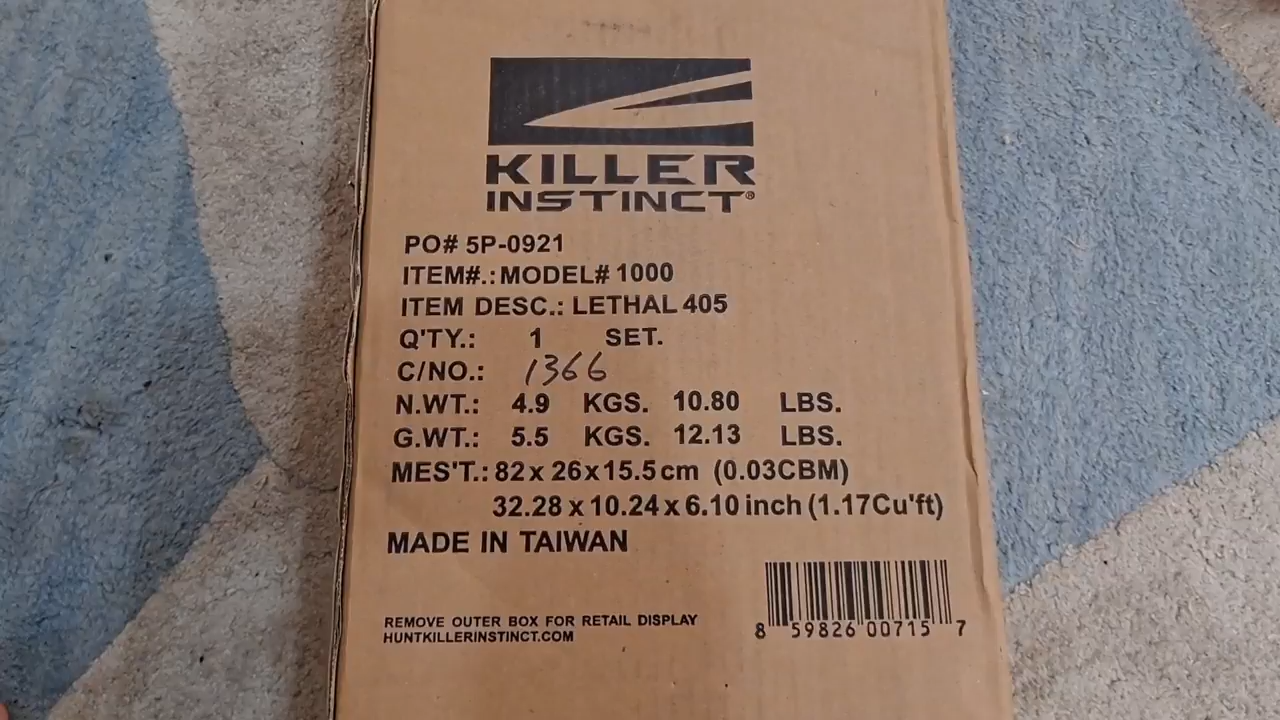 KILLER
INSTINCT®
PO# 5P-0921
ITEM#.: MODEL# 1000
ITEM DESC.: LETHAL 405
Q'TY.: 1 SET.
C/NO.: 1366
N.WT.: 4.9 KGS. 10.80 LBS.
G.WT.: 5.5 KGS. 12.13 LBS.
MES'T.: 82 x 26 x 15.5 cm (0.03CBM)
32.28 x 10.24 x 6.10 inch (1.17Cu'ft)
MADE IN TAIWAN
REMOVE OUTER BOX FOR RETAIL DISPLAY
HUNTKILLERINSTINCT.COM
8 59826 00715 7